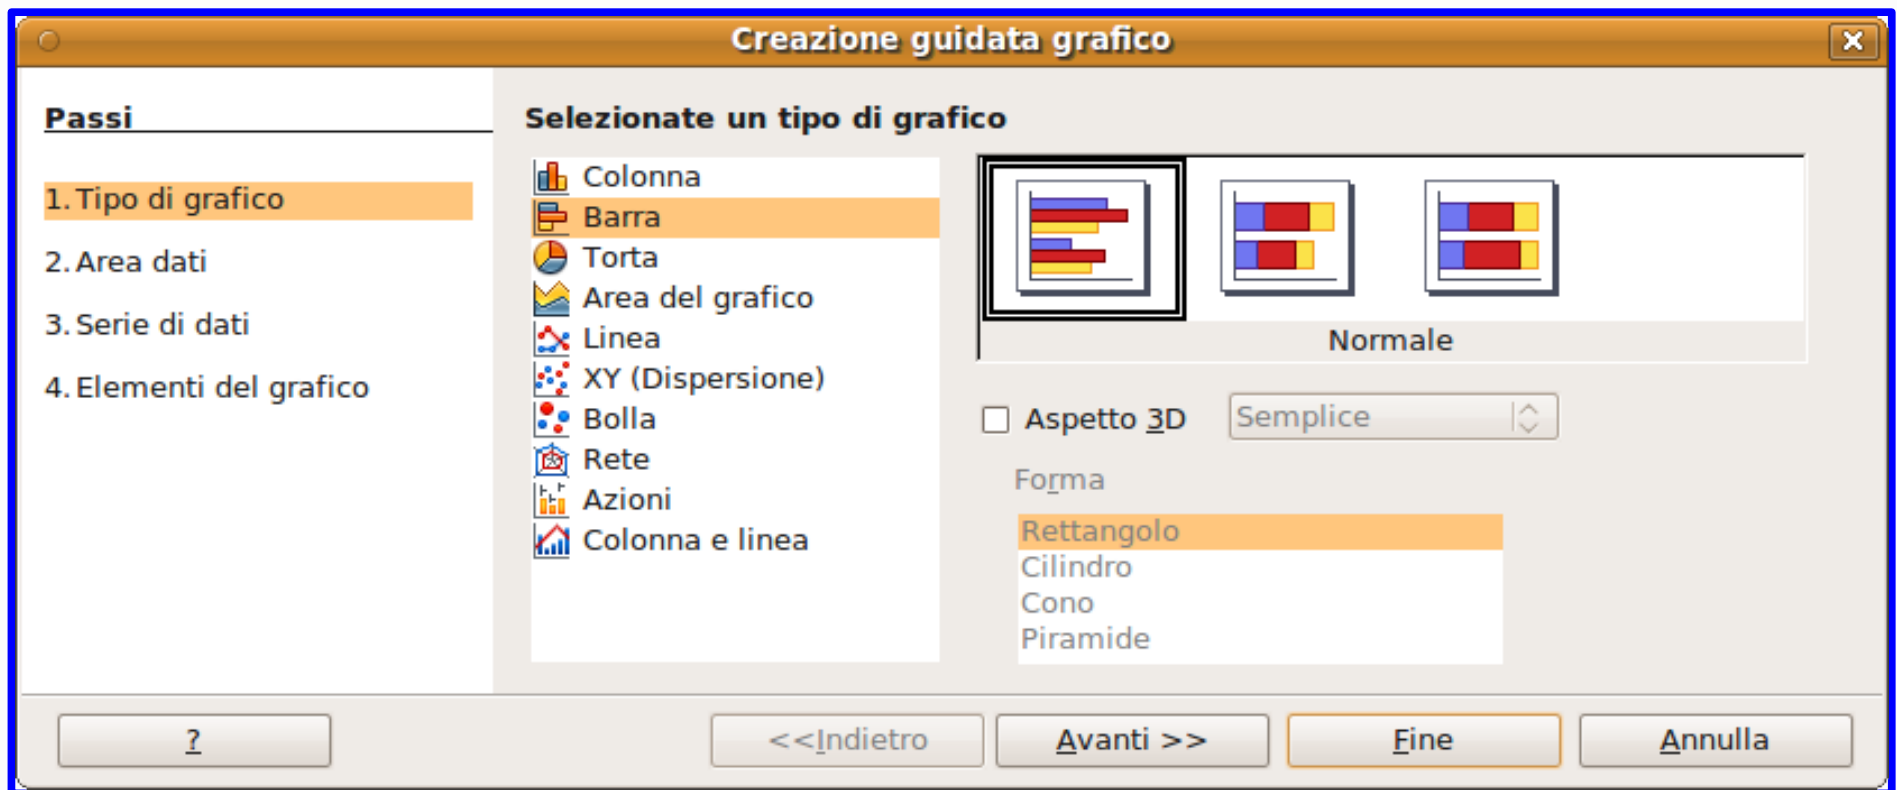 Creazione guidata grafico
Passi
1. Tipo di grafico
2. Area dati
3. Serie di dati
4. Elementi del grafico
Selezionate un tipo di grafico
Colonna
Barra
Torta
Area del grafico
Linea
XY (Dispersione)
Bolla
Rete
Azioni
Colonna e linea
Normale
Aspetto 3D
Semplice
Forma
Rettangolo
Cilindro
Cono
Piramide
?
<<Indietro
Avanti >>
Fine
Annulla